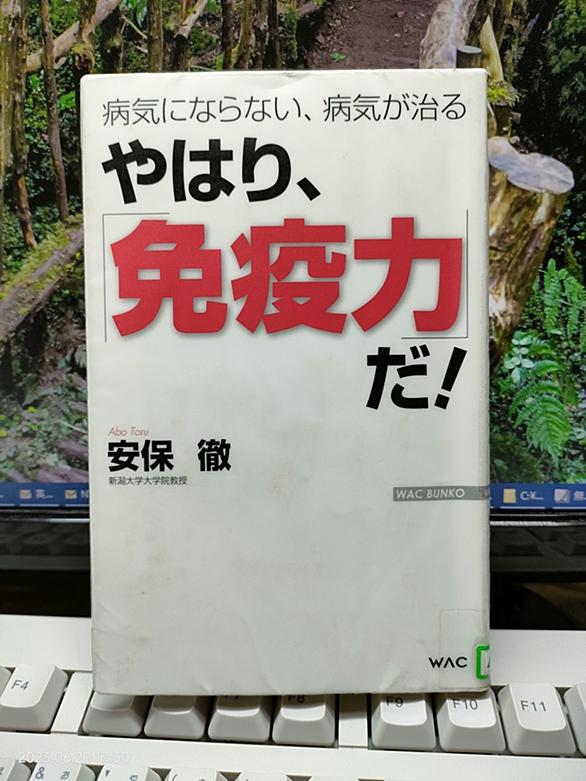 病気にならない、病気が治る
やはり、
「免疫力」
だ!
Abo Toru
安保 徹
新潟大学大学院教授
WAC BUNKO
WAC
英...
C:¥...
F4
F8
F9
F10
F11